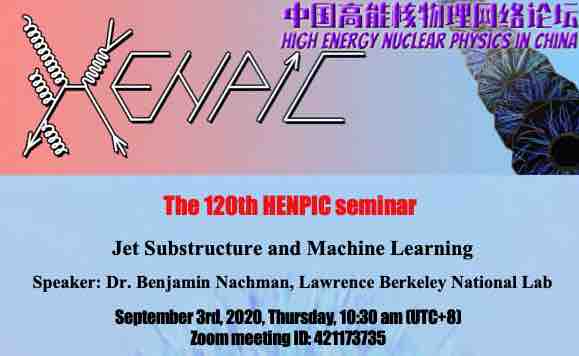 中国高能核物理网络论坛
HIGH ENERGY NUCLEAR PHYSICS IN CHINA
HENPIC
The 120th HENPIC seminar
Jet Substructure and Machine Learning
Speaker: Dr. Benjamin Nachman, Lawrence Berkeley National Lab
September 3rd, 2020, Thursday, 10:30 am (UTC+8)
Zoom meeting ID: 421173735